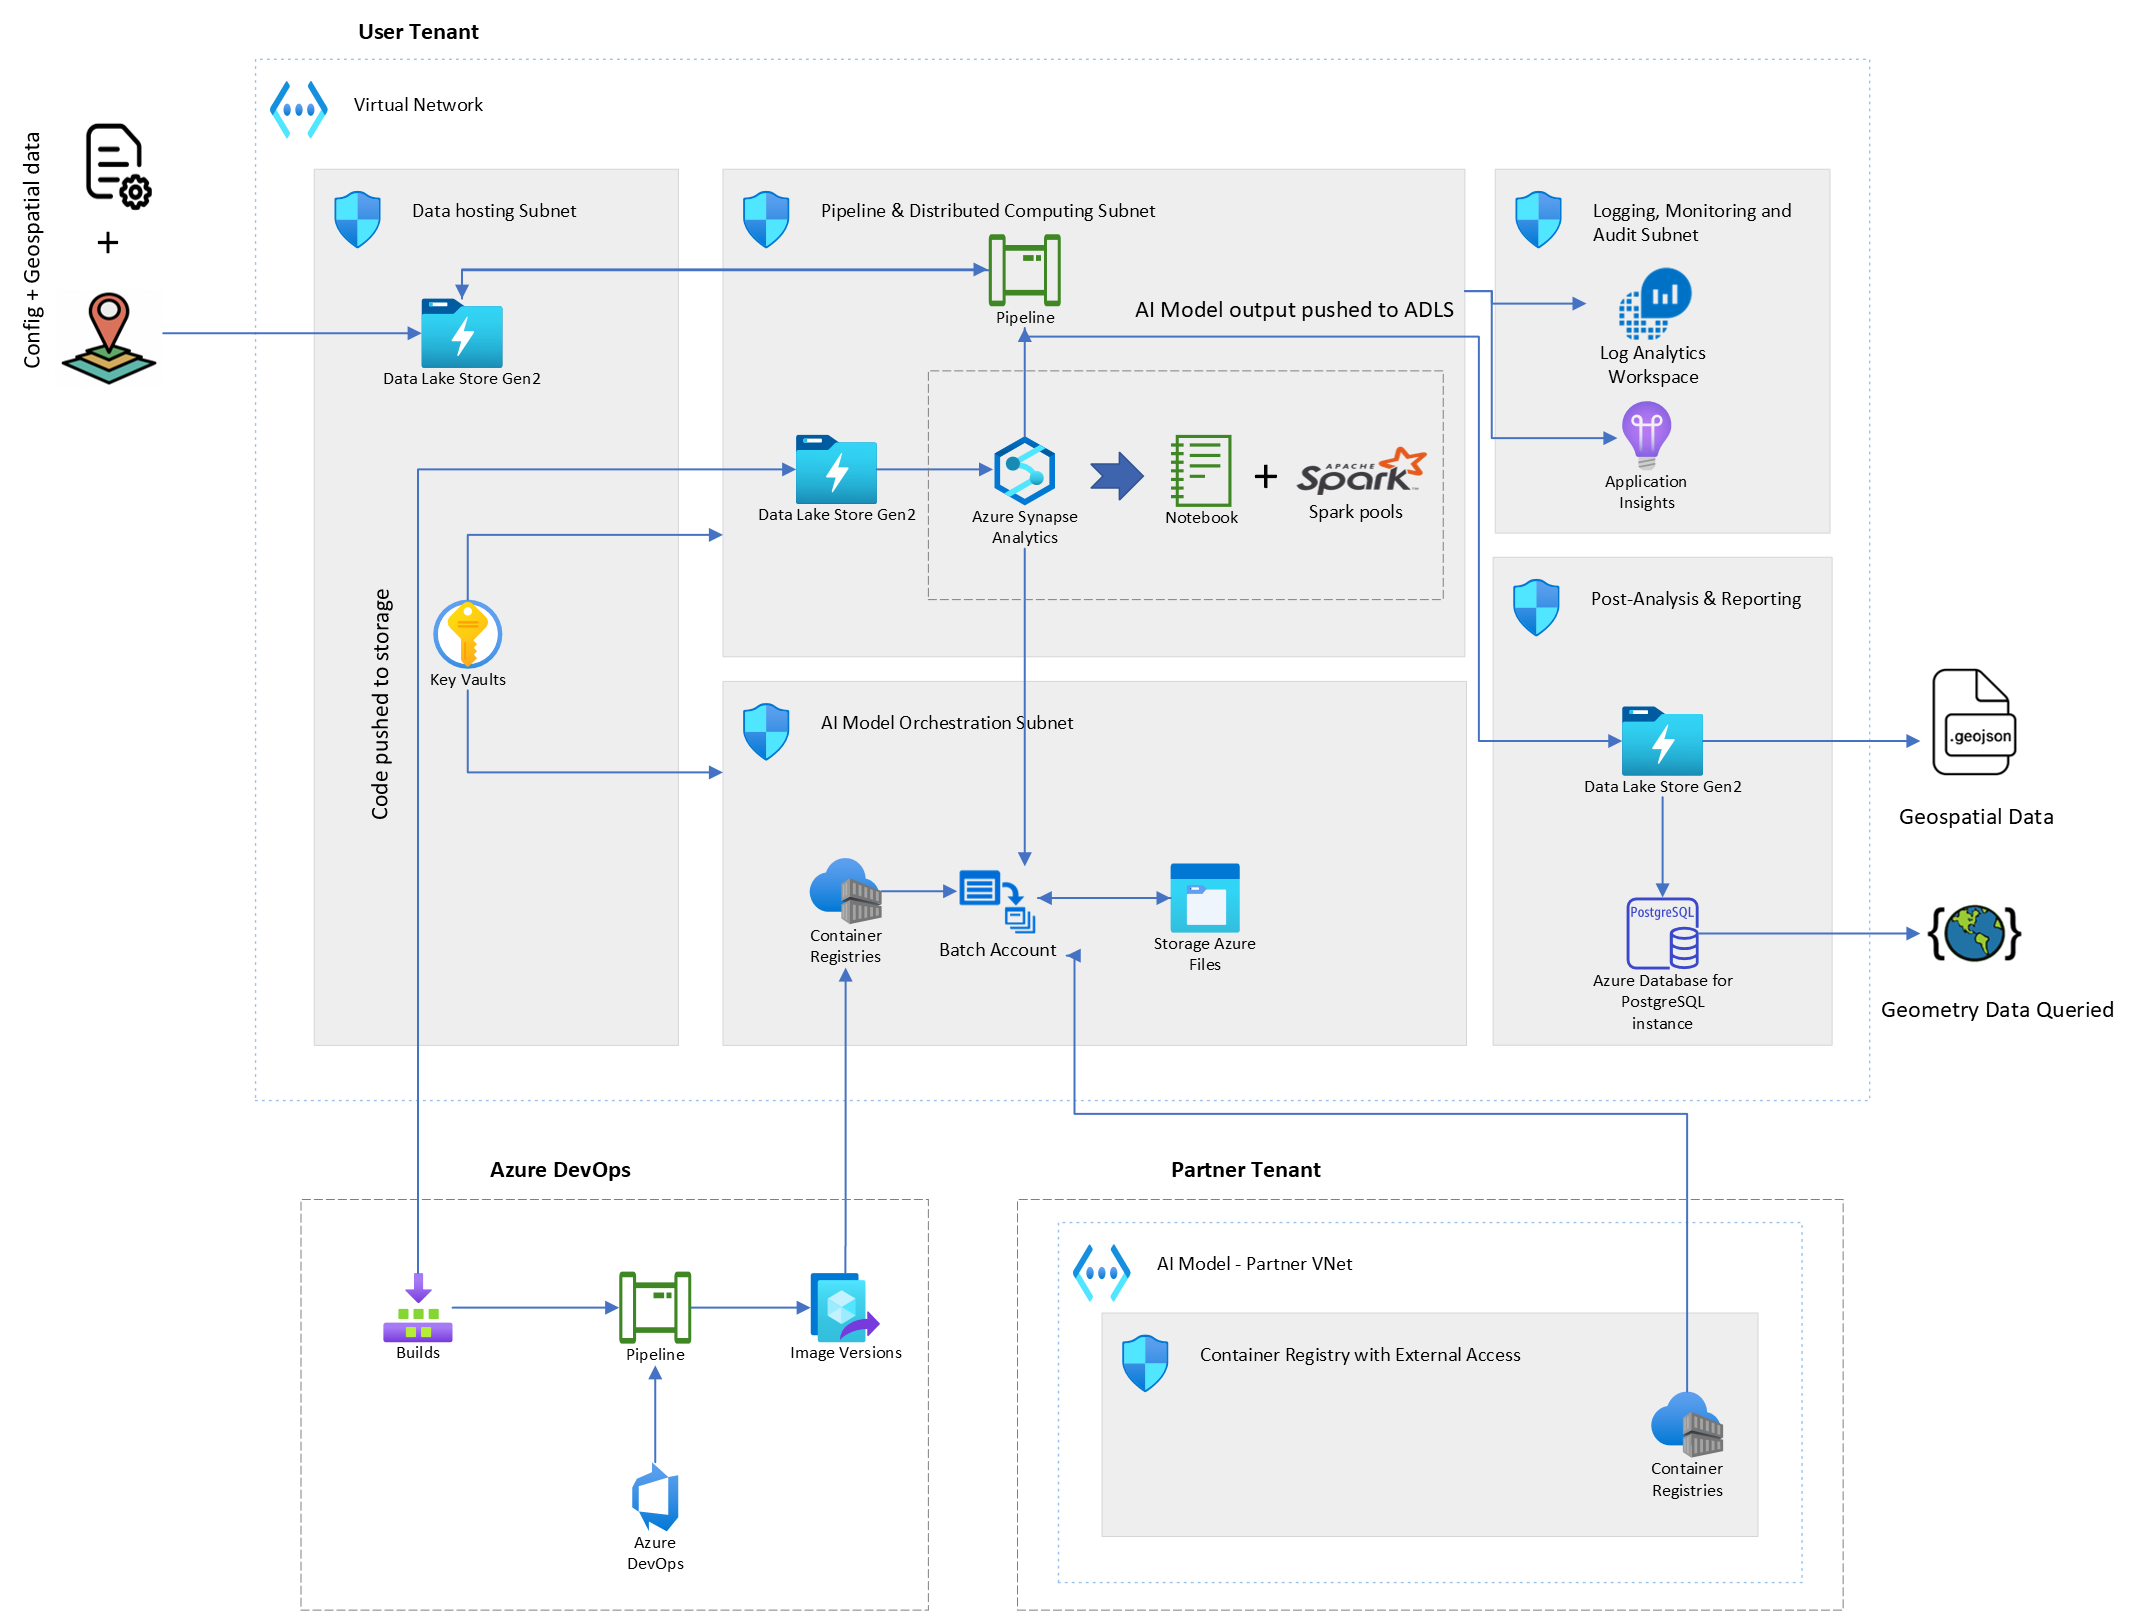 User Tenant
Virtual Network
Config + Geospatial data
+
Data hosting Subnet
Data Lake Store Gen2
Code pushed to storage
Key Vaults
Pipeline & Distributed Computing Subnet
Pipeline
AI Model output pushed to ADLS
Data Lake Store Gen2
Azure Synapse
Analytics
Notebook
+
APACHE
Spark
Spark pools
Logging, Monitoring and
Audit Subnet
Log Analytics
Workspace
Application
Insights
AI Model Orchestration Subnet
Container
Registries
Batch Account
Storage Azure
Files
Post-Analysis & Reporting
Data Lake Store Gen2
PostgreSQL
Azure Database for
PostgreSQL
instance
.geojson
Geospatial Data
{ }
Geometry Data Queried
Azure DevOps
Builds
Pipeline
Image Versions
Azure
DevOps
Partner Tenant
AI Model - Partner VNet
Container Registry with External Access
Container
Registries